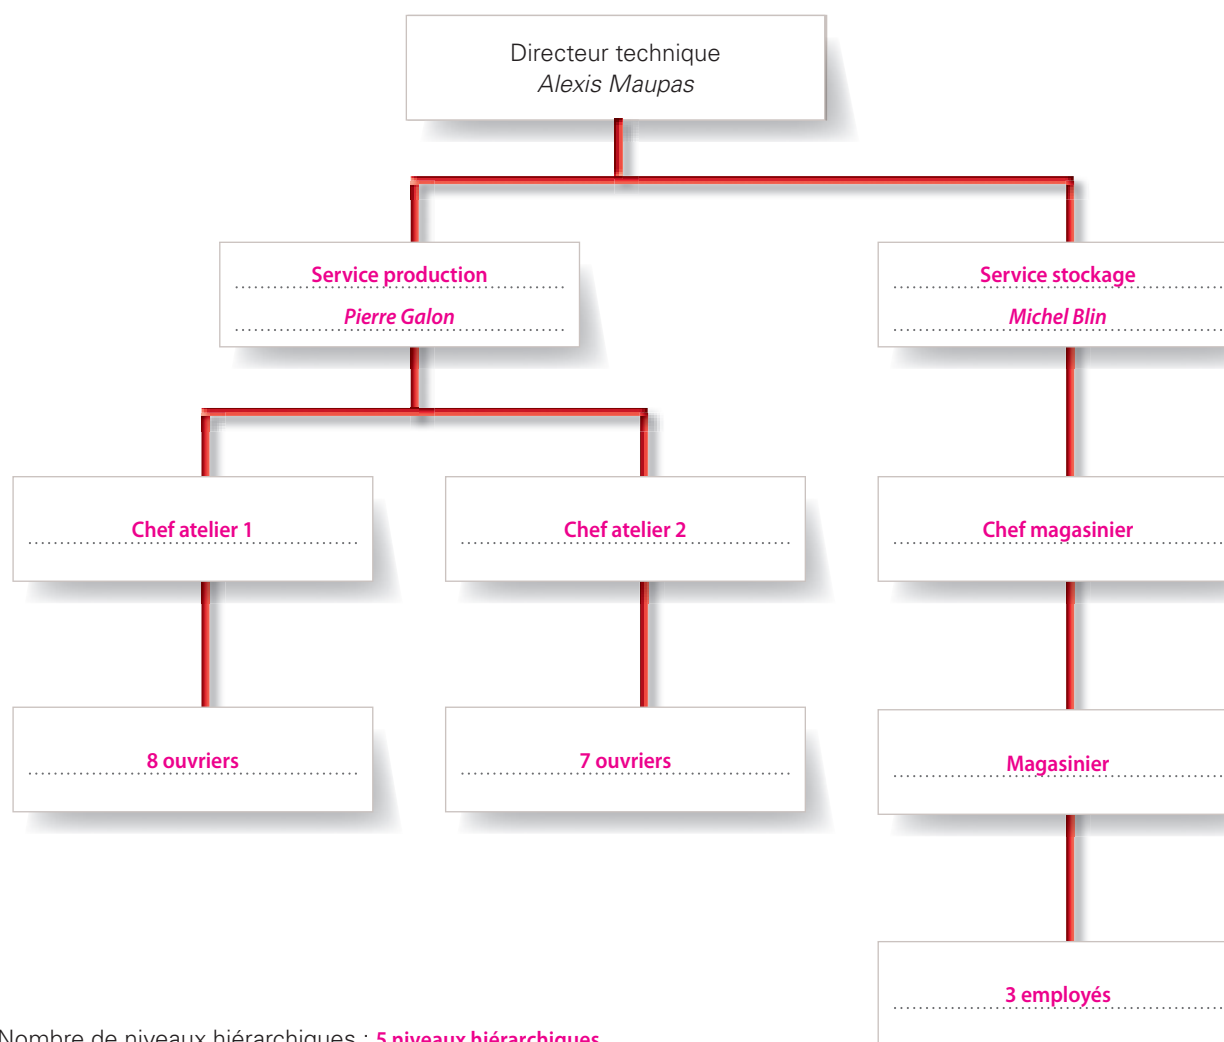 Directeur technique
Alexis Maupas
Service production
Pierre Galon
Service stockage
Michel Blin
Chef atelier 1
Chef atelier 2
Chef magasinier
8 ouvriers
7 ouvriers
Magasinier
3 employés
Nombre de niveaux hiérarchiques : 5 niveaux hiérarchiques